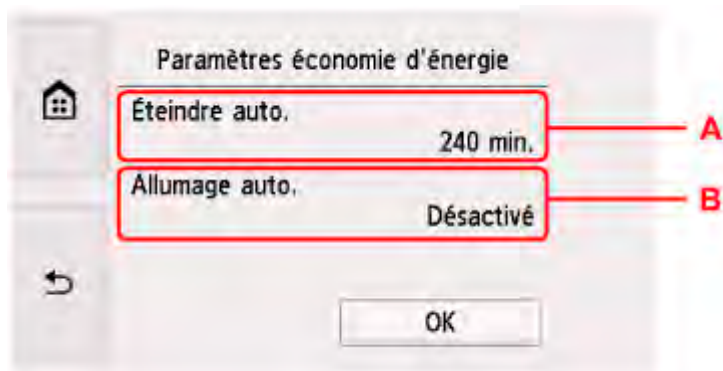 Paramètres économie d'énergie
Éteindre auto.
240 min.
A
Allumage auto.
Désactivé
B
OK